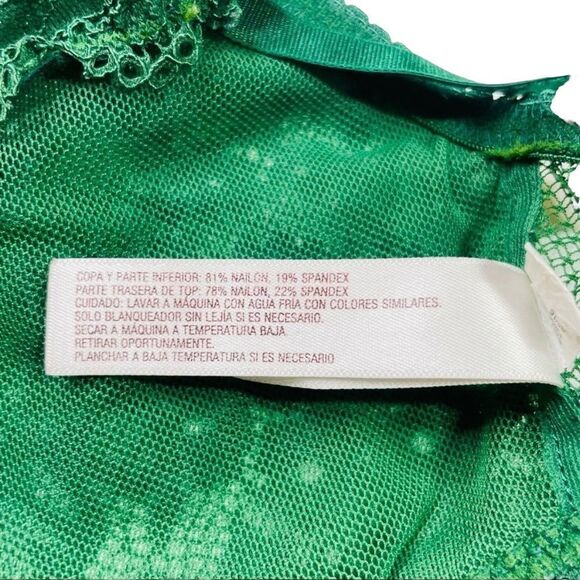 COPA Y PARTE INFERIOR: 81% NAILON, 19% SPANDEX
PARTE TRASERA DE TOP: 78% NAILON, 22% SPANDEX
CUIDADO: LAVAR A MÁQUINA CON AGUA FRÍA CON COLORES SIMILARES.
SOLO BLANQUEADOR SIN LEJÍA SI ES NECESARIO.
SECAR A MÁQUINA A TEMPERATURA BAJA.
RETIRAR OPORTUNAMENTE.
PLANCHAR A BAJA TEMPERATURA SI ES NECESARIO